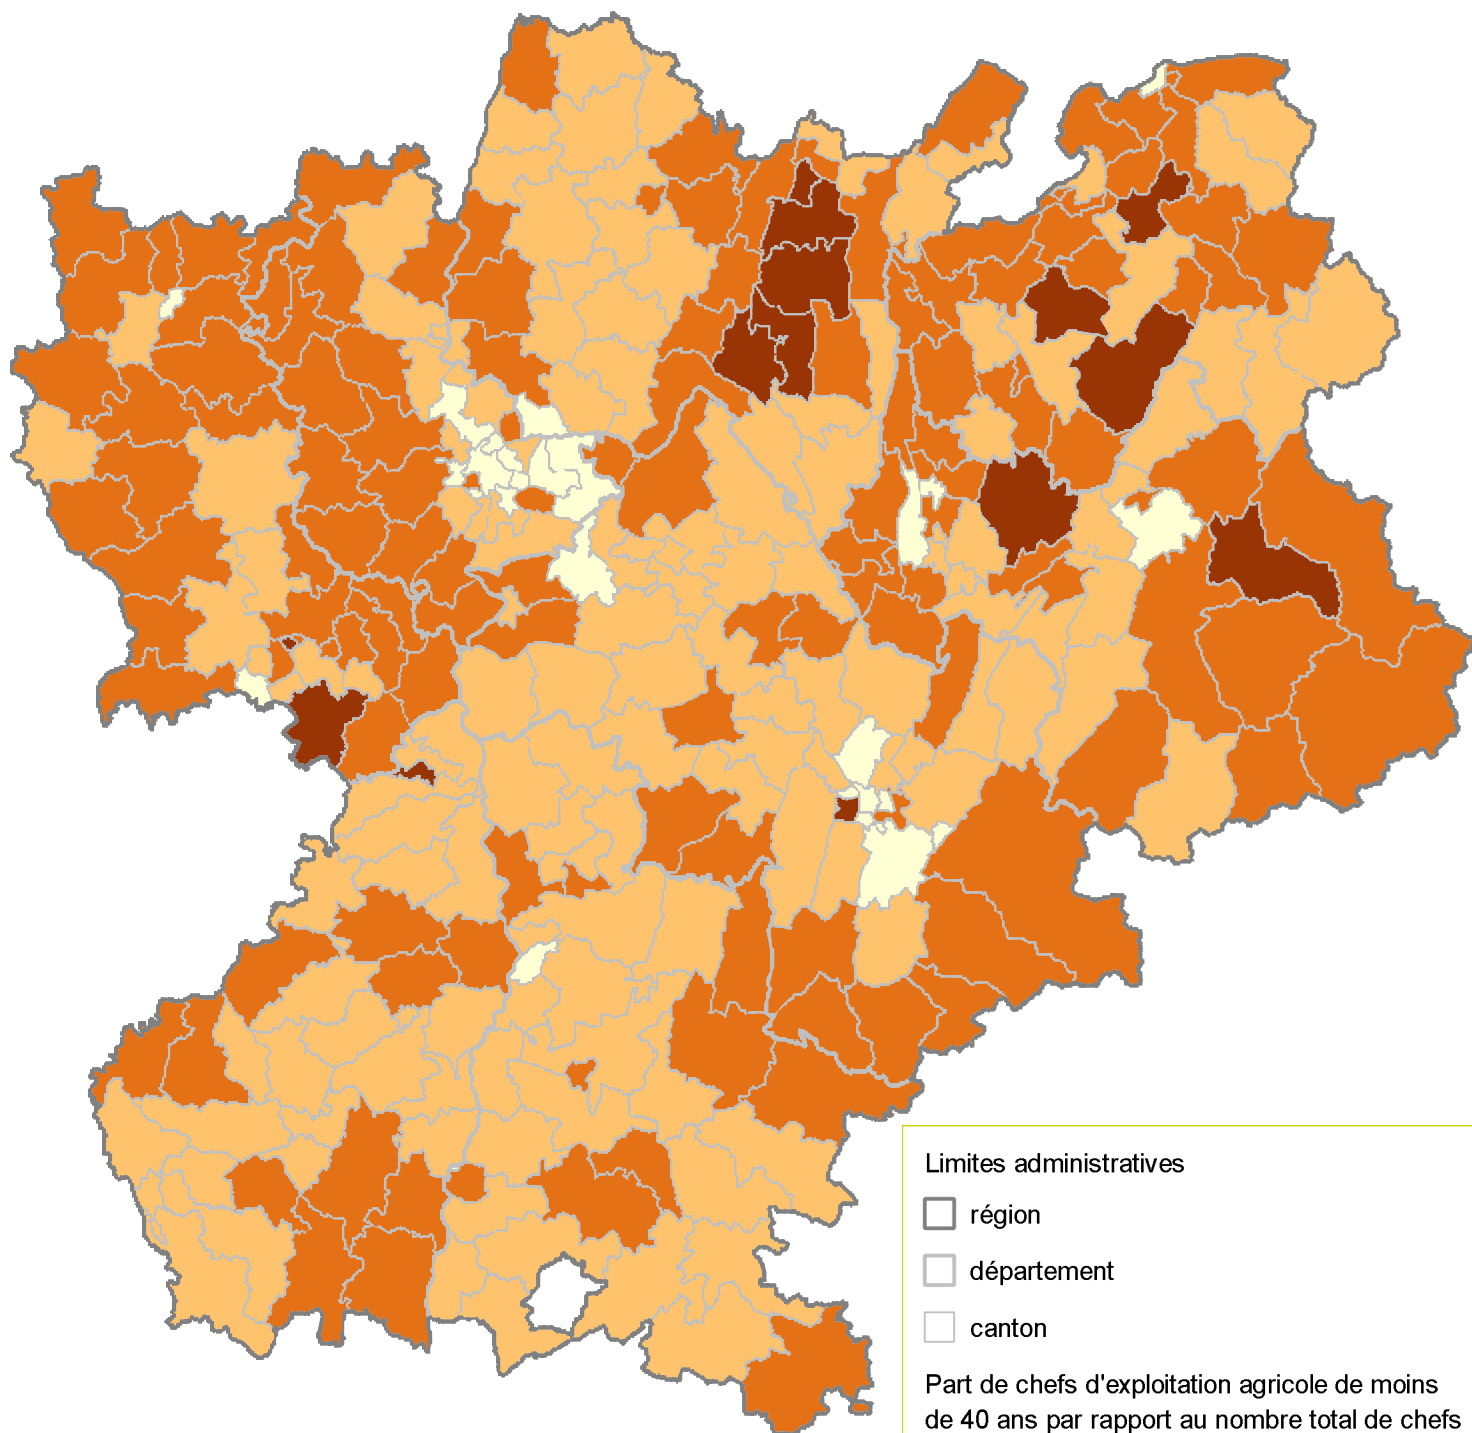 Limites administratives
région
département
canton
Part de chefs d'exploitation agricole de moins
de 40 ans par rapport au nombre total de chefs